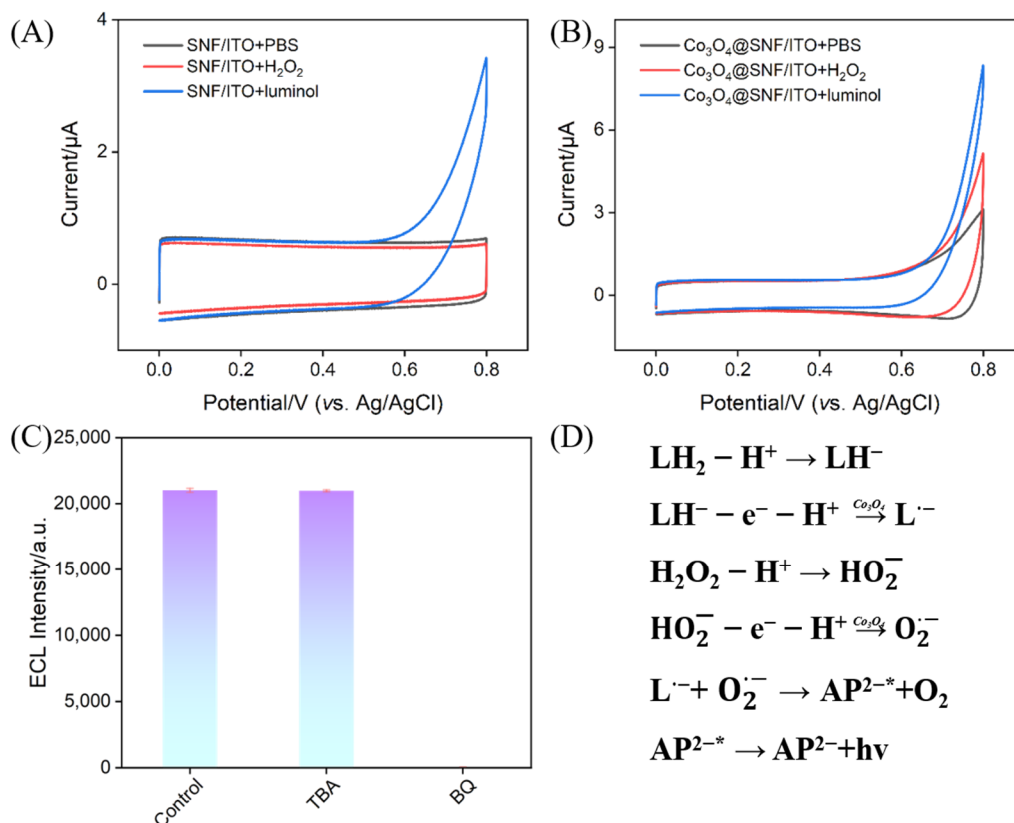 (A)
4
2
0
Current/µA
SNF/ITO+PBS
SNF/ITO+H₂O₂
SNF/ITO+luminol
0.0 0.2 0.4 0.6 0.8
Potential/V (vs. Ag/AgCl)
(B)
9
6
3
0
Current/µA
Co₃O₄@SNF/ITO+PBS
Co₃O₄@SNF/ITO+H₂O₂
Co₃O₄@SNF/ITO+luminol
0.0 0.2 0.4 0.6 0.8
Potential/V (vs. Ag/AgCl)
(C)
25,000
20,000
15,000
10,000
5,000
0
ECL Intensity/a.u.
Control TBA BQ
(D)
LH₂ − H⁺ → LH⁻
LH⁻ − e⁻ − H⁺ →(Co₃O₄) L·⁻
H₂O₂ − H⁺ → HO₂⁻
HO₂⁻ − e⁻ − H⁺ →(Co₃O₄) O₂·⁻
L·⁻+ O₂·⁻ → AP²⁻*+O₂
AP²⁻* → AP²⁻+hv